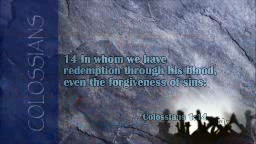 COLOSSIANS
14 In whom we have
redemption through his blood,
even the forgiveness of sins:
Colossians 1:14